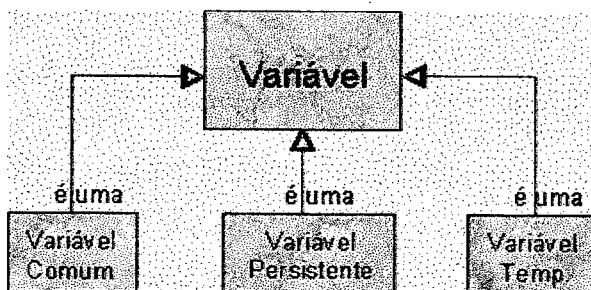 Variável
é uma
é uma
é uma
Variável
Comum
Variável
Persistente
Variável
Temp